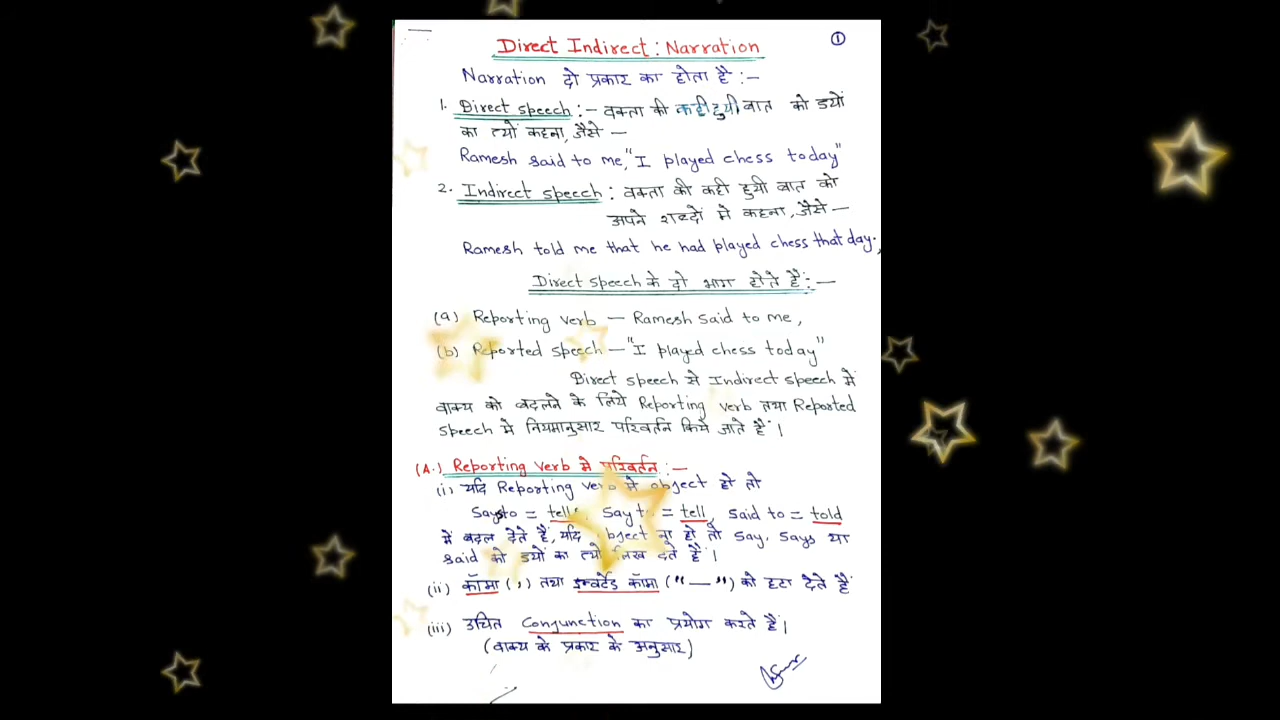 Direct Indirect : Narration
①
Narration दो प्रकार का होता है :-
1. Direct speech :- वक्ता की कही हुयी बात को ज्यों
का त्यों कहना, जैसे —
Ramesh said to me, "I played chess today"
2. Indirect speech : वक्ता की कही हुयी बात को
अपने शब्दों में कहना, जैसे —
Ramesh told me that he had played chess that day.
Direct speech के दो भाग होते हैं :-
(a) Reporting verb — Ramesh said to me,
(b) Reported speech — "I played chess today"
Direct speech से Indirect speech में
वाक्य को बदलने के लिये Reporting verb तथा Reported
speech मे नियमानुसार परिवर्तन किये जाते हैं।
(A.) Reporting verb मे परिवर्तन :-
(i) यदि Reporting verb मे object हो तो
Says to = tells, Say to = tell, Said to = told
में बदल देते हैं, यदि object ना हो तो Say, Says या
Said को ज्यों का त्यो लिख देते हैं।
(ii) कॉमा (,) तथा इन्वर्टेड कॉमा ("—") को हटा देते हैं
(iii) उचित Conjunction का प्रयोग करते हैं।
(वाक्य के प्रकार के अनुसार)